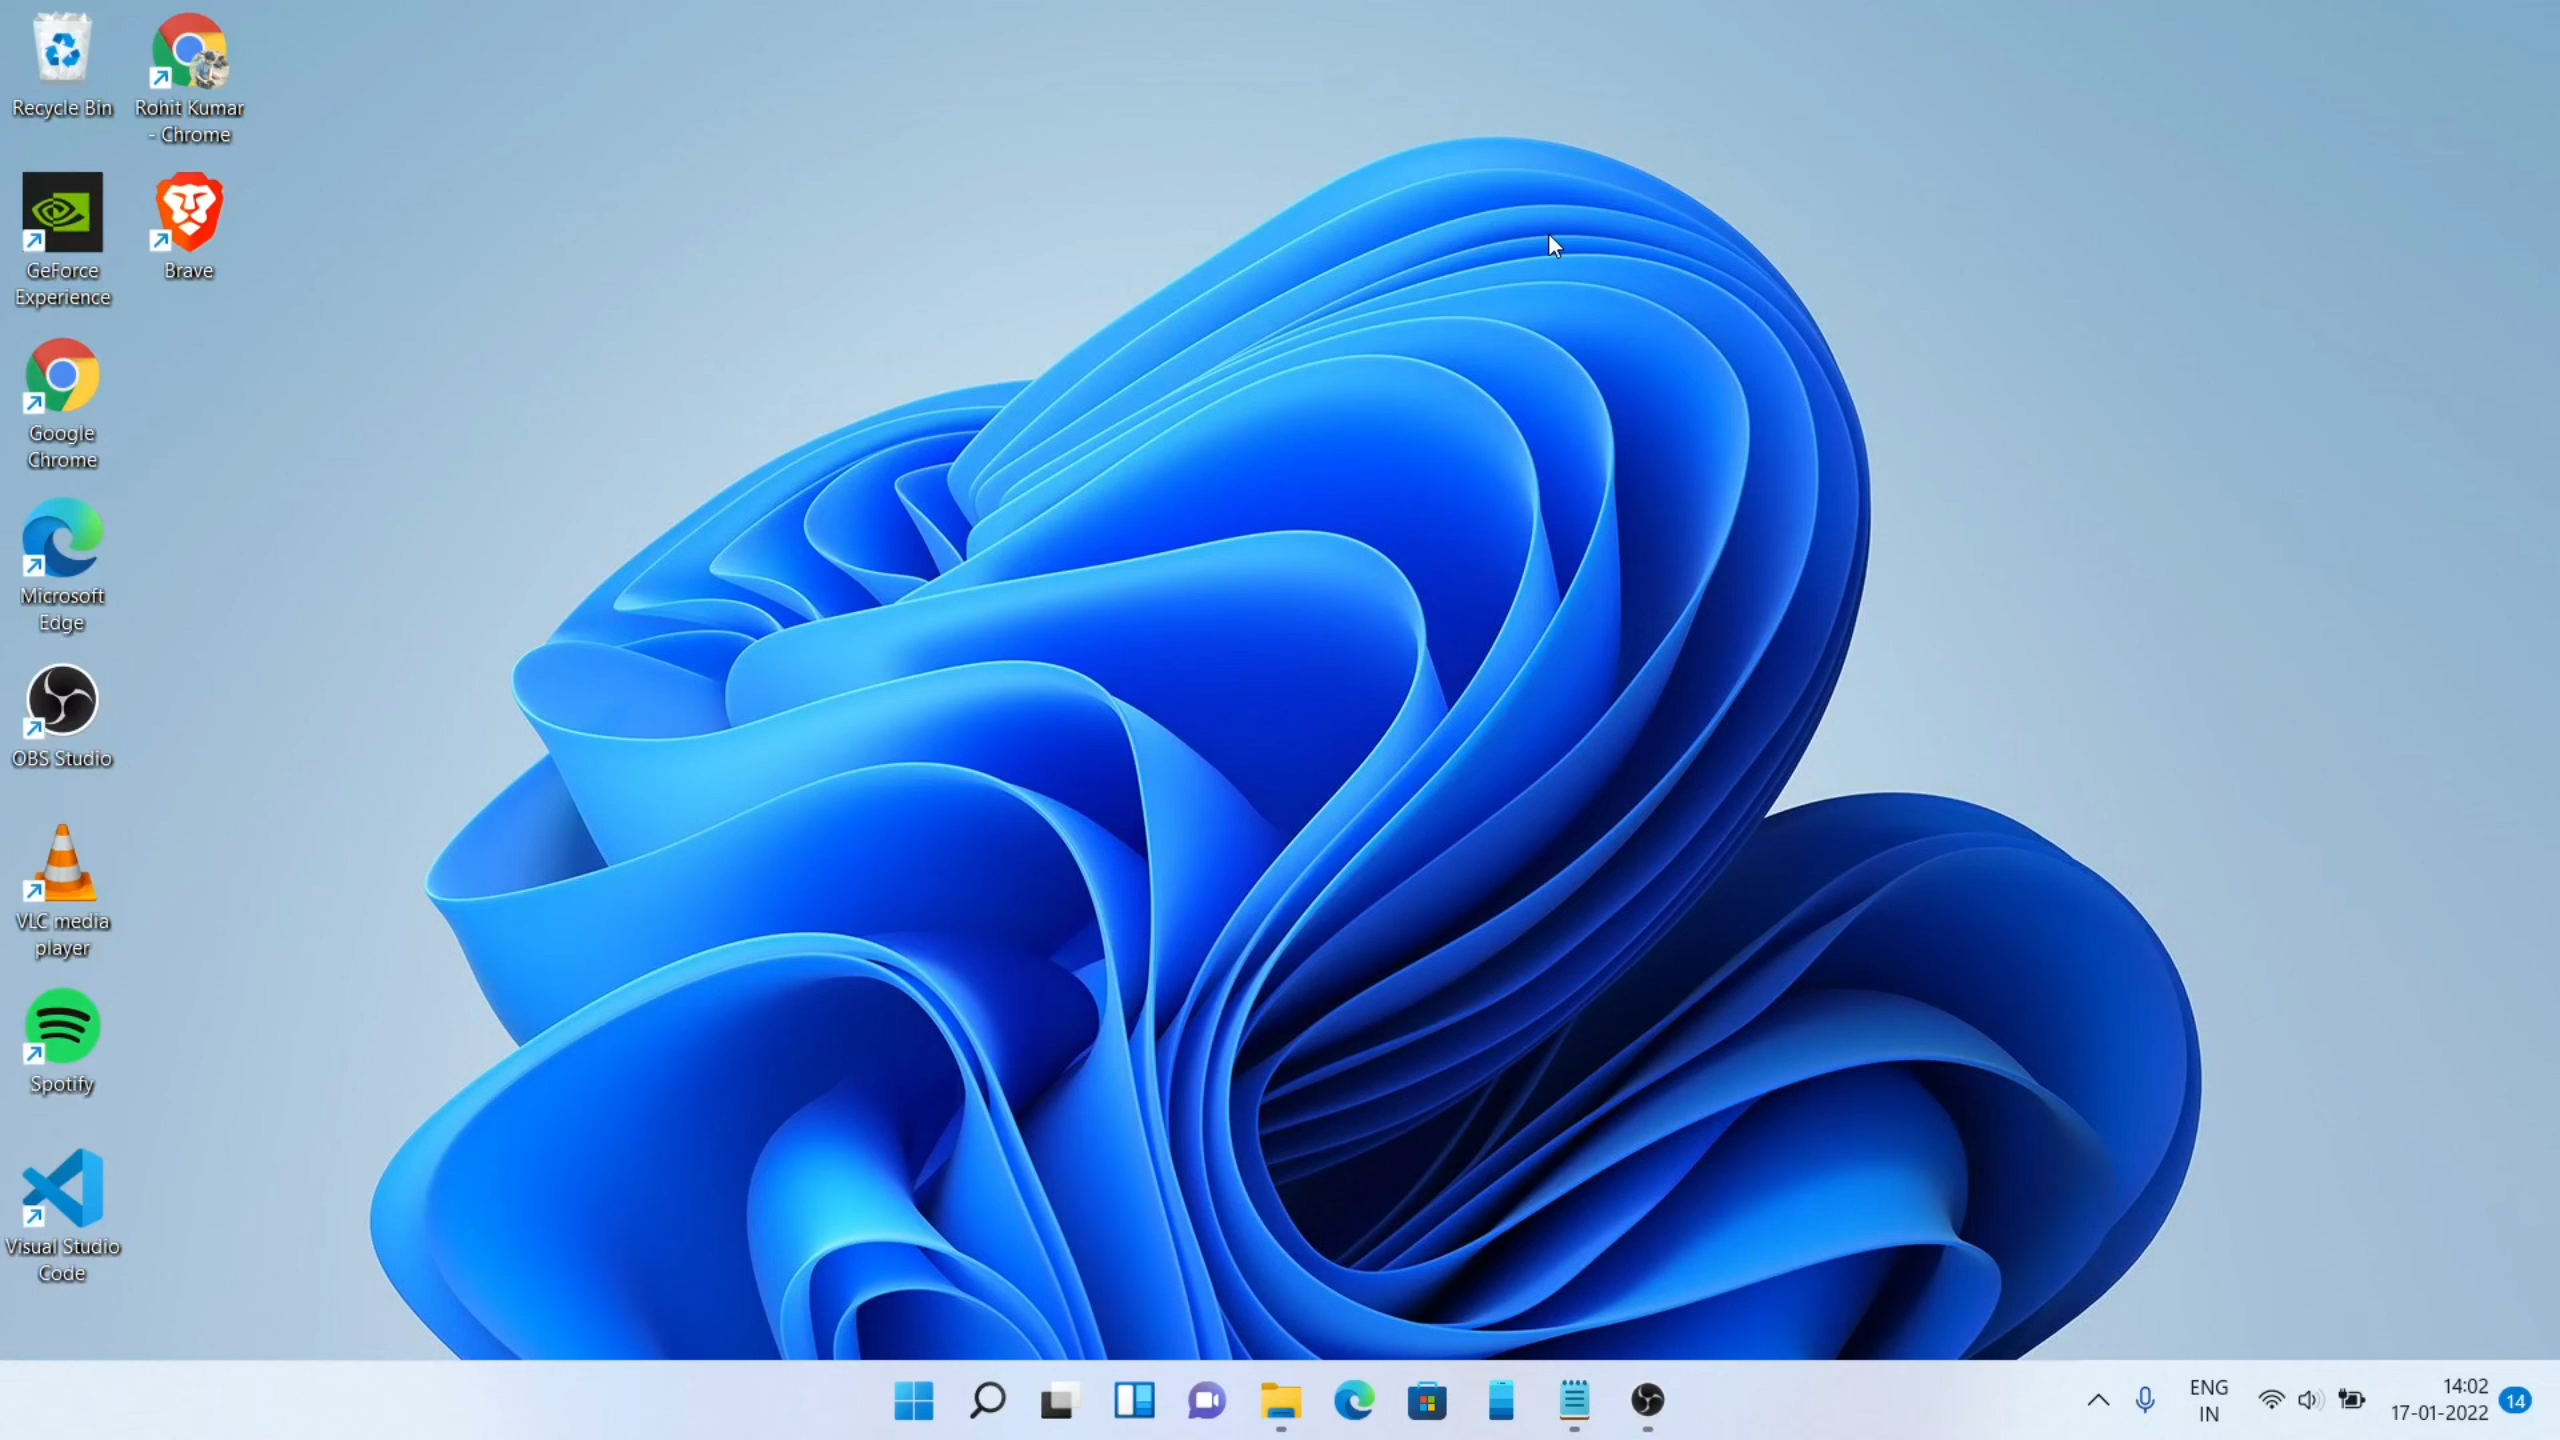 Recycle Bin
Rohit Kumar
- Chrome
GeForce
Experience
Brave
Google
Chrome
Microsoft
Edge
OBS Studio
VLC media
player
Spotify
Visual Studio
Code
ENG
IN
14:02
17-01-2022
14